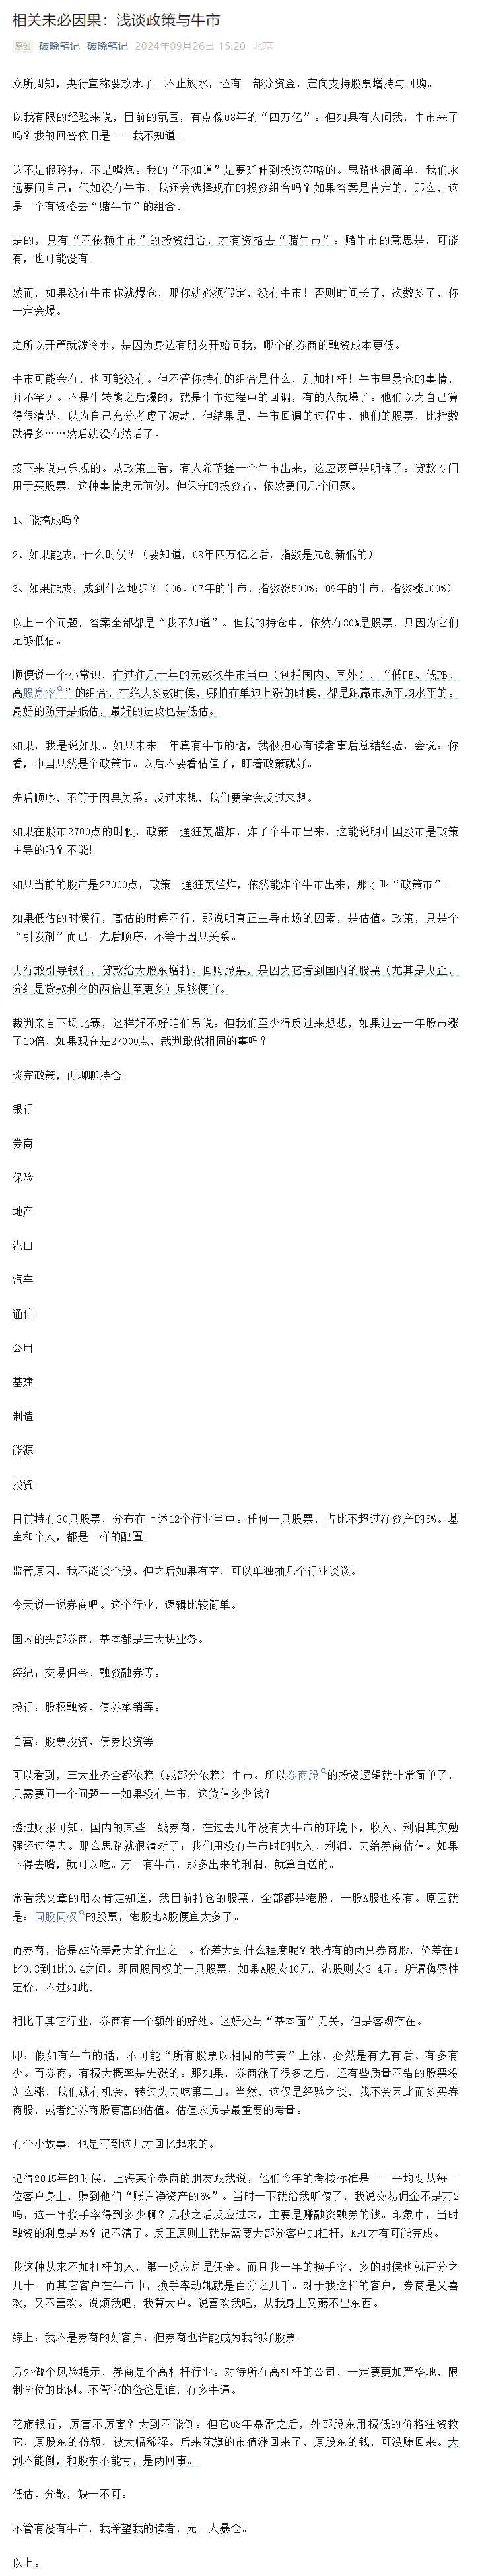 相关未必因果：浅谈政策与牛市
原创 破晓笔记 破晓笔记 2024年09月26日 15:20 北京
众所周知，央行宣称要放水了。不止放水，还有一部分资金，定向支持股票增持与回购。
以我有限的经验来说，目前的氛围，有点像08年的“四万亿”。但如果有人问我，牛市来了
吗？我的回答依旧是——我不知道。
这不是假矜持，不是嘴炮。我的“不知道”是要延伸到投资策略的。思路也很简单，我们永
远要问自己：假如没有牛市，我还会选择现在的投资组合吗？如果答案是肯定的，那么，这
是一个有资格去“赌牛市”的组合。
是的，只有“不依赖牛市”的投资组合，才有资格去“赌牛市”。赌牛市的意思是，可能
有，也可能没有。
然而，如果没有牛市你就爆仓，那你就必须假定，没有牛市！否则时间长了，次数多了，你
一定会爆。
之所以开篇就泼冷水，是因为身边有朋友开始问我，哪个的券商的融资成本更低。
牛市可能会有，也可能没有。但不管你持有的组合是什么，别加杠杆！牛市里暴仓的事情，
并不罕见。不是牛转熊之后爆的，就是牛市过程中的回调，有的人就爆了。他们以为自己算
得很清楚，以为自己充分考虑了波动，但结果是，牛市回调的过程中，他们的股票，比指数
跌得多……然后就没有然后了。
接下来说点乐观的。从政策上看，有人希望搓一个牛市出来，这应该算是明牌了。贷款专门
用于买股票，这种事情史无前例。但保守的投资者，依然要问几个问题。
1、能搞成吗？
2、如果能成，什么时候？（要知道，08年四万亿之后，指数是先创新低的）
3、如果能成，成到什么地步？（06、07年的牛市，指数涨500%；09年的牛市，指数涨100%）
以上三个问题，答案全部都是“我不知道”。但我的持仓中，依然有80%是股票，只因为它们
足够低估。
顺便说一个小常识，在过往几十年的无数次牛市当中（包括国内、国外），“低PE、低PB、
高股息率”的组合，在绝大多数时候，哪怕在单边上涨的时候，都是跑赢市场平均水平的。
最好的防守是低估，最好的进攻也是低估。
如果，我是说如果。如果未来一年真有牛市的话，我很担心有读者事后总结经验，会说：你
看，中国果然是个政策市。以后不要看估值了，盯着政策就好。
先后顺序，不等于因果关系。反过来想，我们要学会反过来想。
如果在股市2700点的时候，政策一通狂轰滥炸，炸了个牛市出来，这能说明中国股市是政策
主导的吗？不能！
如果当前的股市是27000点，政策一通狂轰滥炸，依然能炸个牛市出来，那才叫“政策市”。
如果低估的时候行，高估的时候不行，那说明真正主导市场的因素，是估值。政策，只是个
“引发剂”而已。先后顺序，不等于因果关系。
央行敢引导银行，贷款给大股东增持、回购股票，是因为它看到国内的股票（尤其是央企，
分红是贷款利率的两倍甚至更多）足够便宜。
裁判亲自下场比赛，这样好不好咱们另说。但我们至少得反过来想想，如果过去一年股市涨
了10倍，如果现在是27000点，裁判敢做相同的事吗？
谈完政策，再聊聊持仓。
银行
券商
保险
地产
港口
汽车
通信
公用
基建
制造
能源
投资
目前持有30只股票，分布在上述12个行业当中。任何一只股票，占比不超过净资产的5%。基
金和个人，都是一样的配置。
监管原因，我不能谈个股。但之后如果有空，可以单独抽几个行业谈谈。
今天说一说券商吧。这个行业，逻辑比较简单。
国内的头部券商，基本都是三大块业务。
经纪：交易佣金、融资融券等。
投行：股权融资、债券承销等。
自营：股票投资、债券投资等。
可以看到，三大业务全都依赖（或部分依赖）牛市。所以券商股的投资逻辑就非常简单了，
只需要问一个问题——如果没有牛市，这货值多少钱？
透过财报可知，国内的某些一线券商，在过去几年没有大牛市的环境下，收入、利润其实勉
强还过得去。那么思路就很清晰了：我们用没有牛市时的收入、利润，去给券商估值。如果
下得去嘴，就可以吃。万一有牛市，那多出来的利润，就算白送的。
常看我文章的朋友肯定知道，我目前持仓的股票，全部都是港股，一股A股也没有。原因就
是：同股同权的股票，港股比A股便宜太多了。
而券商，恰是AH价差最大的行业之一。价差大到什么程度呢？我持有的两只券商股，价差在1
比0.3到1比0.4之间。即同股同权的一只股票，如果A股卖10元，港股则卖3-4元。所谓侮辱性
定价，不过如此。
相比于其它行业，券商有一个额外的好处。这好处与“基本面”无关，但是客观存在。
即：假如有牛市的话，不可能“所有股票以相同的节奏”上涨，必然是有先有后、有多有
少。而券商，有极大概率是先涨的。那如果，券商涨了很多之后，还有些质量不错的股票没
怎么涨，我们就有机会，转过头去吃第二口。当然，这仅是经验之谈，我不会因此而多买券
商股，或者给券商股更高的估值。估值永远是最重要的考量。
有个小故事，也是写到这儿才回忆起来的。
记得2015年的时候，上海某个券商的朋友跟我说，他们今年的考核标准是——平均要从每一
位客户身上，赚到他们“账户净资产的6%”。当时一下就给我听傻了，我说交易佣金不是万2
吗，这一年换手率得到多少啊？几秒之后反应过来，主要是赚融资融券的钱。印象中，当时
融资的利息是9%？记不清了。反正原则上就是需要大部分客户加杠杆，KPI才有可能完成。
我这种从来不加杠杆的人，第一反应总是佣金。而且我一年的换手率，多的时候也就百分之
几十。而其它客户在牛市中，换手率动辄就是百分之几千。对于我这样的客户，券商是又喜
欢，又不喜欢。说烦我吧，我算大户。说喜欢我吧，从我身上又薅不出东西。
综上：我不是券商的好客户，但券商也许能成为我的好股票。
另外做个风险提示，券商是个高杠杆行业。对待所有高杠杆的公司，一定要更加严格地，限
制仓位的比例。不管它的爸爸是谁，有多牛逼。
花旗银行，厉害不厉害？大到不能倒。但它08年暴雷之后，外部股东用极低的价格注资救
它，原股东的份额，被大幅稀释。后来花旗的市值涨回来了，原股东的钱，可没赚回来。大
到不能倒，和股东不能亏，是两回事。
低估、分散，缺一不可。
不管有没有牛市，我希望我的读者，无一人暴仓。
以上。